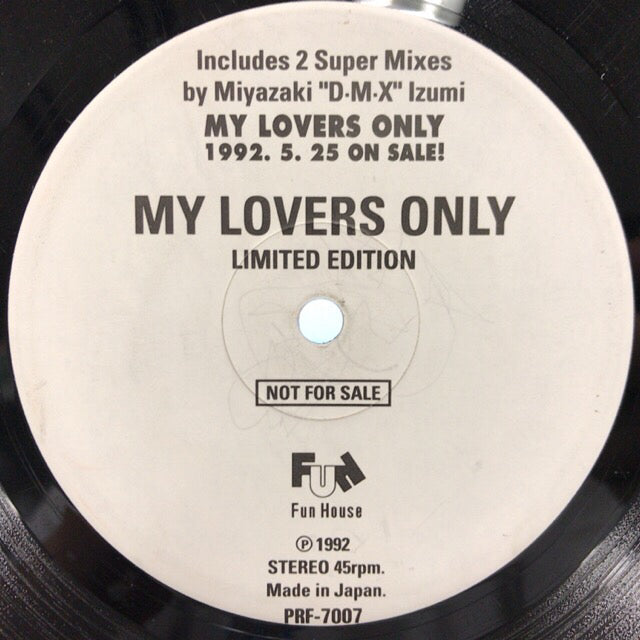 Includes 2 Super Mixes
by Miyazaki "D·M·X" Izumi
MY LOVERS ONLY
1992. 5. 25 ON SALE!
MY LOVERS ONLY
LIMITED EDITION
NOT FOR SALE
FUN
Fun House
℗ 1992
STEREO 45rpm.
Made in Japan.
PRF-7007